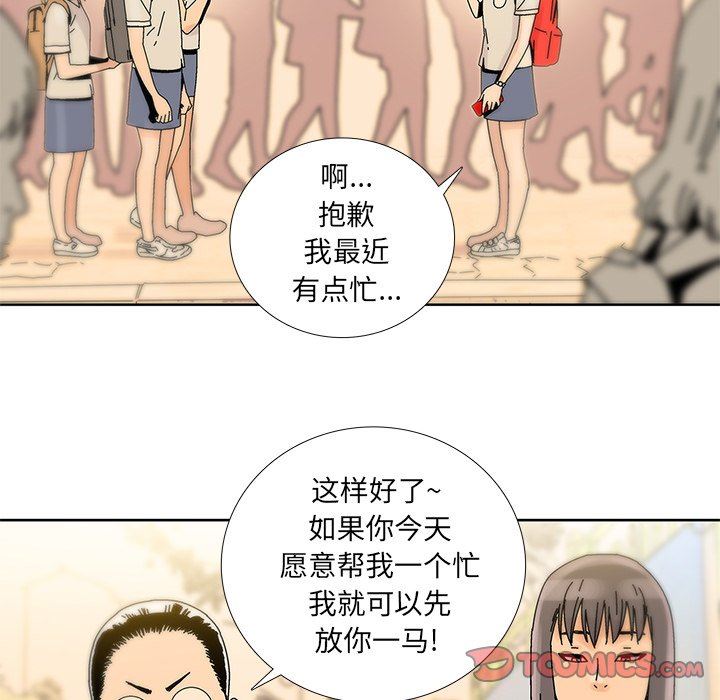 啊...
抱歉
我最近
有点忙...
这样好了~
如果你今天
愿意帮我一个忙
我就可以先
放你一马!
TOOMICS.COM